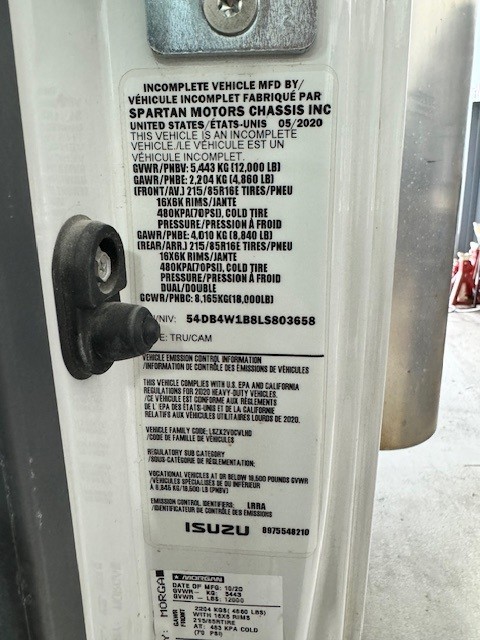 INCOMPLETE VEHICLE MFD BY/
VÉHICULE INCOMPLET FABRIQUÉ PAR
SPARTAN MOTORS CHASSIS INC
UNITED STATES/ÉTATS-UNIS 05/2020
THIS VEHICLE IS AN INCOMPLETE
VEHICLE./LE VÉHICULE EST UN
VÉHICULE INCOMPLET.
GVWR/PNBV: 5,443 KG (12,000 LB)
GAWR/PNBE: 2,204 KG (4,860 LB)
(FRONT/AV.) 215/85R16E TIRES/PNEU
16X6K RIMS/JANTE
480KPA(70PSI), COLD TIRE
PRESSURE/PRESSION À FROID
GAWR/PNBE: 4,010 KG (8,840 LB)
(REAR/ARR.) 215/85R16E TIRES/PNEU
16X6K RIMS/JANTE
480KPA(70PSI), COLD TIRE
PRESSURE/PRESSION À FROID
DUAL/DOUBLE
GCWR/PNBC: 8,165KG(18,000LB)
/NIV: 54DB4W1B8LS803658
E: TRU/CAM
VEHICLE EMISSION CONTROL INFORMATION
/INFORMATION DE CONTRÔLE DES ÉMISSIONS DE VÉHICULES
THIS VEHICLE COMPLIES WITH U.S. EPA AND CALIFORNIA
REGULATIONS FOR 2020 HEAVY-DUTY VEHICLES.
/CE VÉHICULE EST CONFORME AUX RÈGLEMENTS
DE L'EPA DES ÉTATS-UNIS ET DE LA CALIFORNIE
RELATIFS AUX VÉHICULES UTILITAIRES LOURDS DE 2020.
VEHICLE FAMILY CODE:
/CODE DE FAMILLE DE VÉHICULES
REGULATORY SUB CATEGORY
/SOUS-CATÉGORIE DE RÉGLEMENTATION:
VOCATIONAL VEHICLES AT OR BELOW 19,500 POUNDS GVWR
/VÉHICULES SPÉCIALISÉS DE OU INFÉRIEUR
À 8,845 KG/19,500 LB (PNBV)
EMISSION CONTROL IDENTIFIERS: LRRA
/IDENTIFICATEUR DE CONTRÔLE DES ÉMISSIONS
ISUZU 8975548210
MORGAN
DATE OF MFG: 10/20
GVWR- KG: 5443
GVWR- LBS: 12000
MORGA
GAWR
2204 KGS( 4860 LBS)
WITH 16X6 RIMS
215/85RTIRE
AT: 483 KPA COLD
(70 PSI)